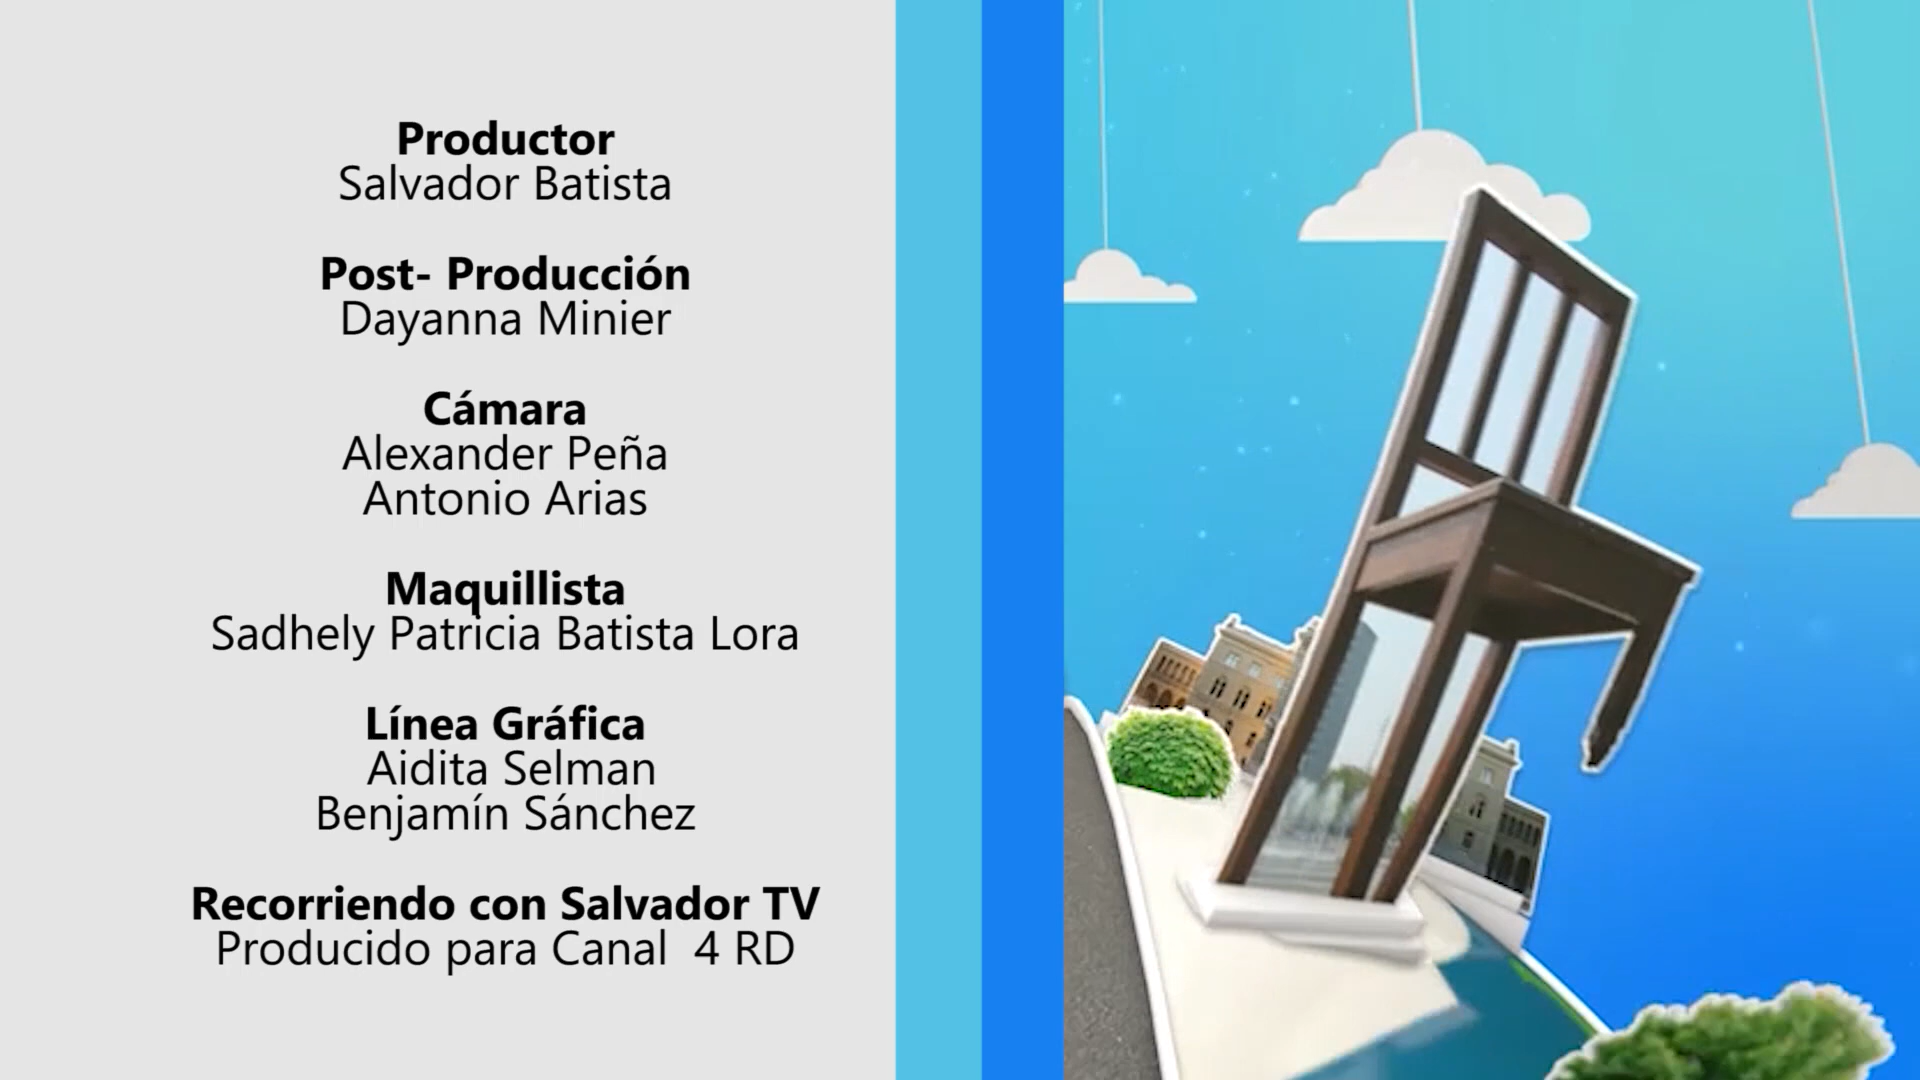 Productor
Salvador Batista
Post- Producción
Dayanna Minier
Cámara
Alexander Peña
Antonio Arias
Maquillista
Sadhely Patricia Batista Lora
Línea Gráfica
Aidita Selman
Benjamín Sánchez
Recorriendo con Salvador TV
Producido para Canal  4 RD